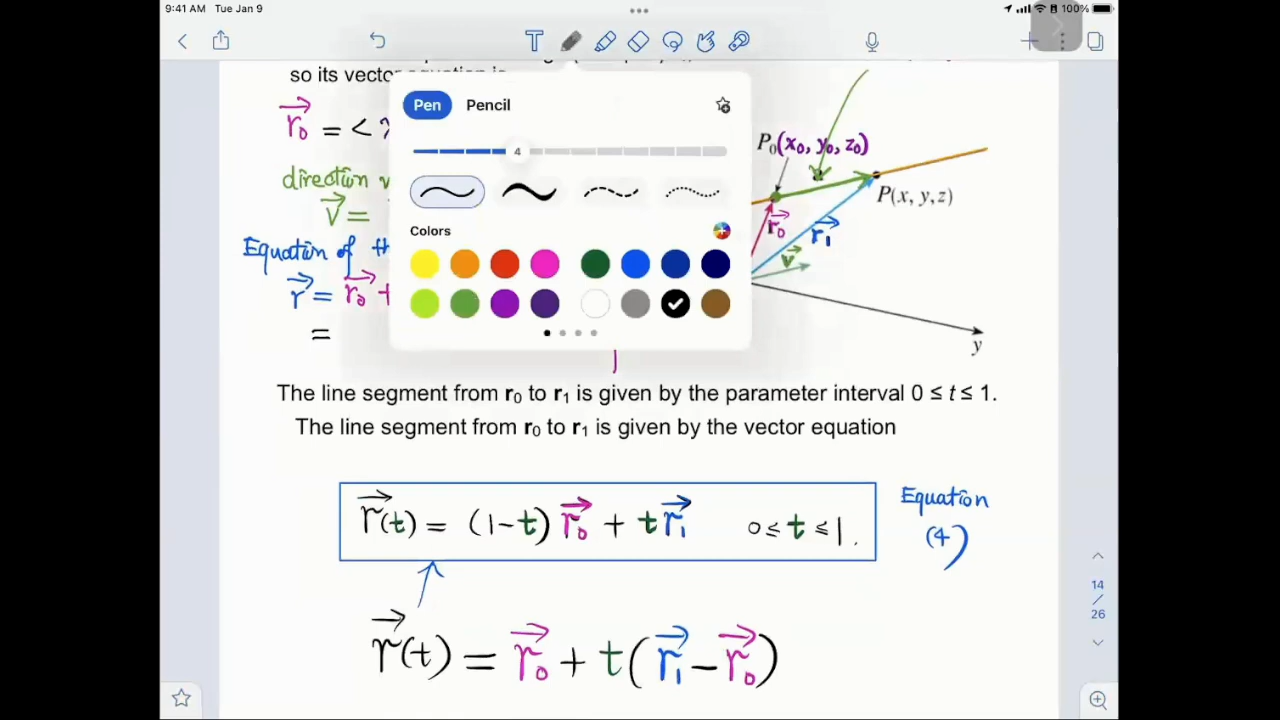 9:41 AM Tue Jan 9
100%
so its vector equation is
r₀ = <
direction
v =
Equation of th
r = r₀ +
=
Pen Pencil
4
Colors
P₀(x₀, y₀, z₀)
P(x, y, z)
r₀
r₁
v
y
The line segment from r₀ to r₁ is given by the parameter interval 0 ≤ t ≤ 1.
The line segment from r₀ to r₁ is given by the vector equation
r(t) = (1-t) r₀ + t r₁ 0 ≤ t ≤ 1.
Equation
(4)
r(t) = r₀ + t(r₁ - r₀)
14
/
26